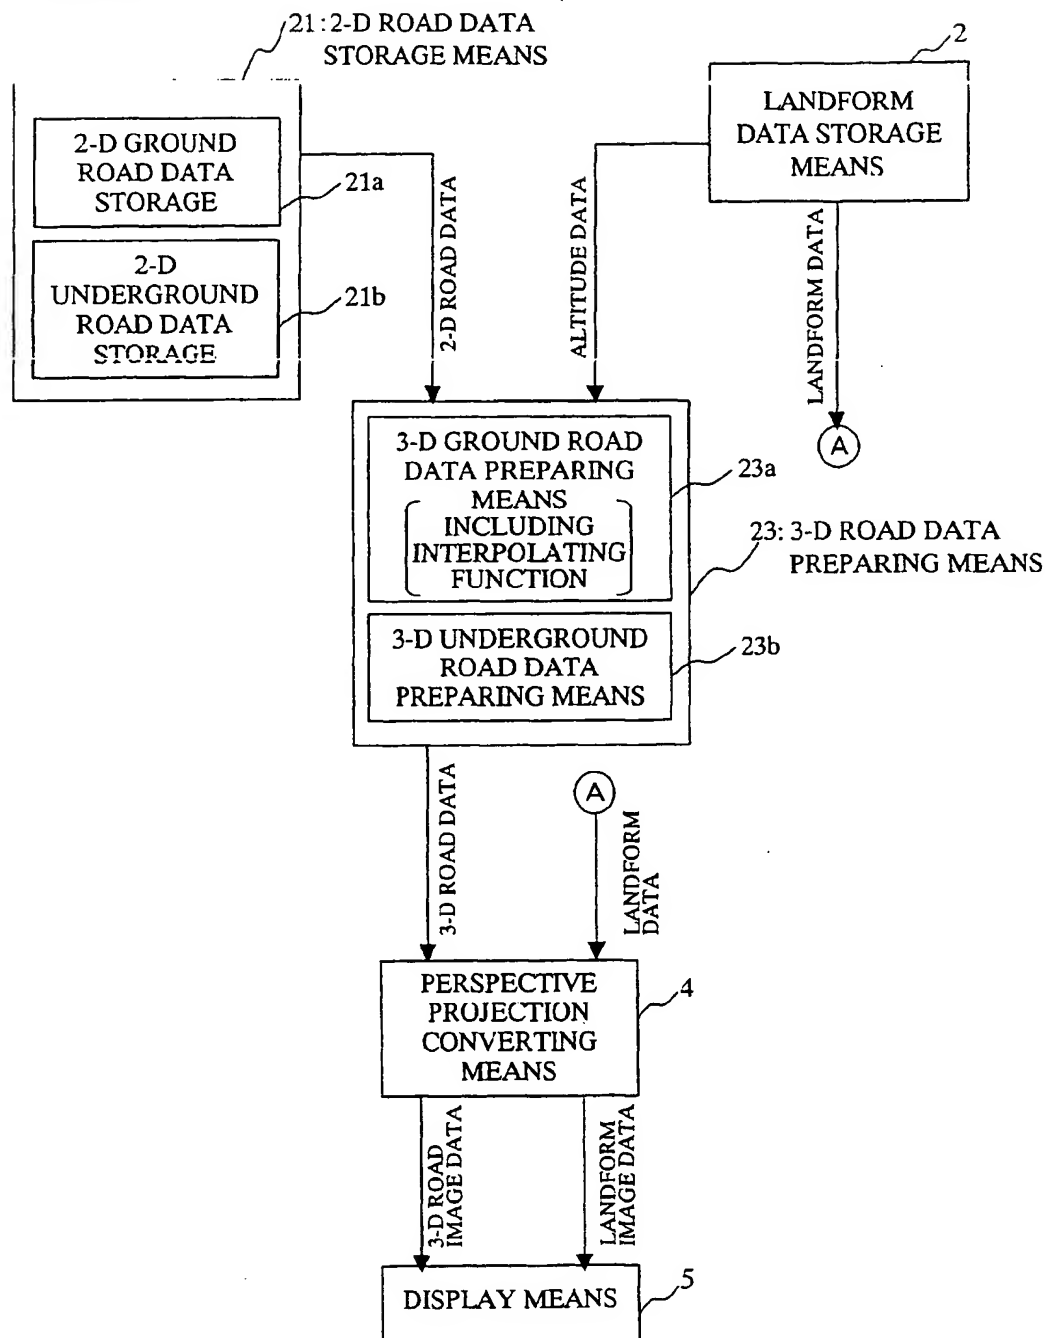 21: 2-D ROAD DATA
STORAGE MEANS
2-D GROUND
ROAD DATA
STORAGE
21a
2-D
UNDERGROUND
ROAD DATA
STORAGE
21b
2-D ROAD DATA
2
LANDFORM
DATA STORAGE
MEANS
ALTITUDE DATA
LANDFORM DATA
A
3-D GROUND ROAD
DATA PREPARING
MEANS
INCLUDING
INTERPOLATING
FUNCTION
23a
23: 3-D ROAD DATA
PREPARING MEANS
3-D UNDERGROUND
ROAD DATA
PREPARING MEANS
23b
3-D ROAD DATA
A
LANDFORM
DATA
PERSPECTIVE
PROJECTION
CONVERTING
MEANS
4
3-D ROAD
IMAGE DATA
LANDFORM
IMAGE DATA
DISPLAY MEANS
5